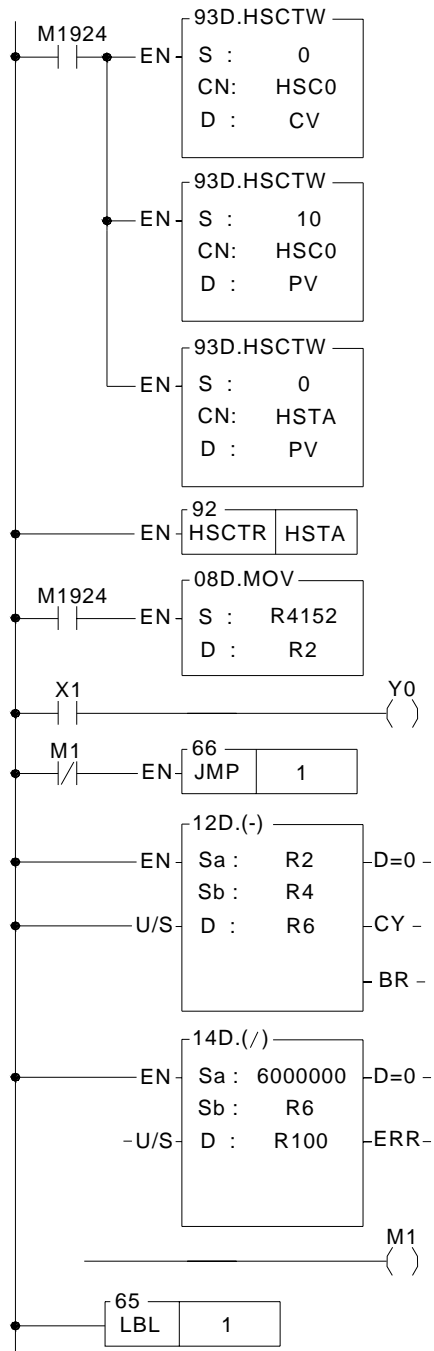 93D.HSCTW
M1924
EN S : 0
CN: HSC0
D : CV
93D.HSCTW
EN S : 10
CN: HSC0
D : PV
93D.HSCTW
EN S : 0
CN: HSTA
D : PV
92
EN HSCTR HSTA
08D.MOV
M1924
EN S : R4152
D : R2
X1 Y0
( )
M1
66
EN JMP 1
12D.(-)
EN Sa : R2 D=0
Sb : R4
U/S D : R6 CY
BR
14D.(/)
EN Sa : 6000000 D=0
Sb : R6
U/S D : R100 ERR
M1
( )
65
LBL 1